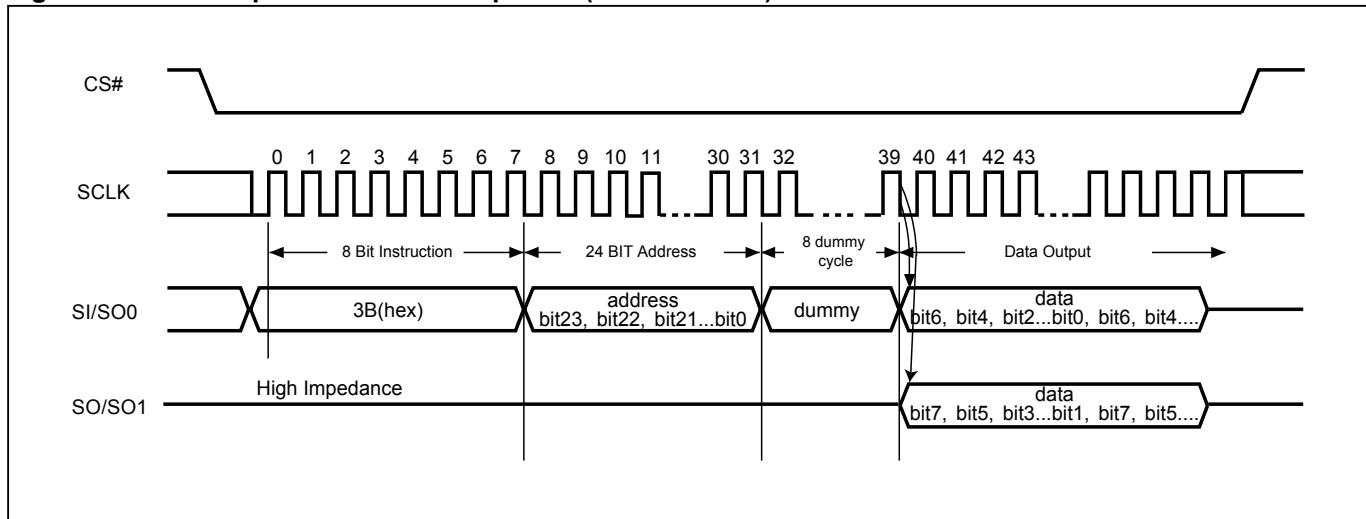 CS#
0 1 2 3 4 5 6 7 8 9 10 11 30 31 32 39 40 41 42 43
SCLK
8 Bit Instruction
24 BIT Address
8 dummy
cycle
Data Output
SI/SO0
3B(hex)
address
bit23, bit22, bit21...bit0
dummy
data
bit6, bit4, bit2...bit0, bit6, bit4....
High Impedance
SO/SO1
data
bit7, bit5, bit3...bit1, bit7, bit5....